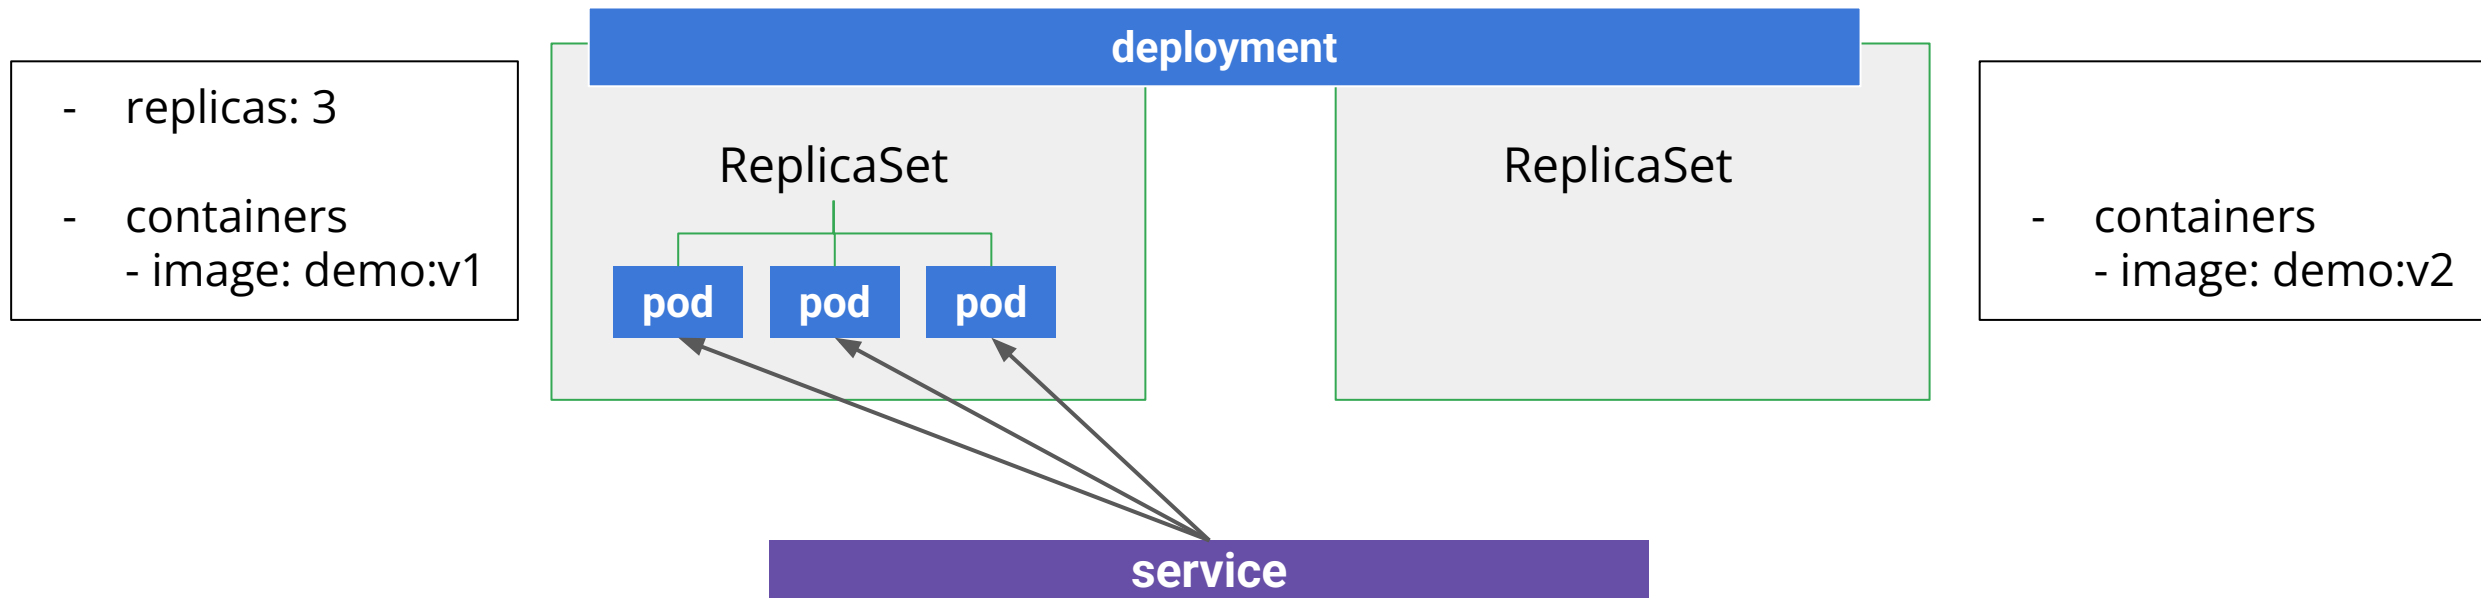 deployment
- replicas: 3
- containers
- image: demo:v1
ReplicaSet
pod pod pod
ReplicaSet
- containers
- image: demo:v2
service